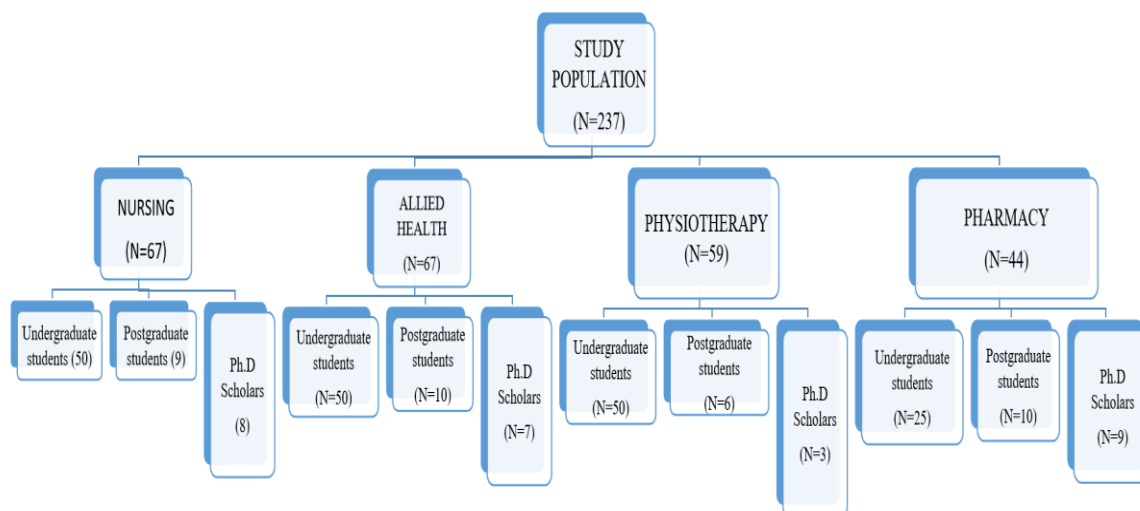 STUDY
POPULATION
(N=237)
NURSING
(N=67)
ALLIED
HEALTH
(N=67)
PHYSIOTHERAPY
(N=59)
PHARMACY
(N=44)
Undergraduate
students (50)
Postgraduate
students (9)
Ph.D
Scholars
(8)
Undergraduate
students
(N=50)
Postgraduate
students
(N=10)
Ph.D
Scholars
(N=7)
Undergraduate
students
(N=50)
Postgraduate
students
(N=6)
Ph.D
Scholars
(N=3)
Undergraduate
students
(N=25)
Postgraduate
students
(N=10)
Ph.D
Scholars
(N=9)